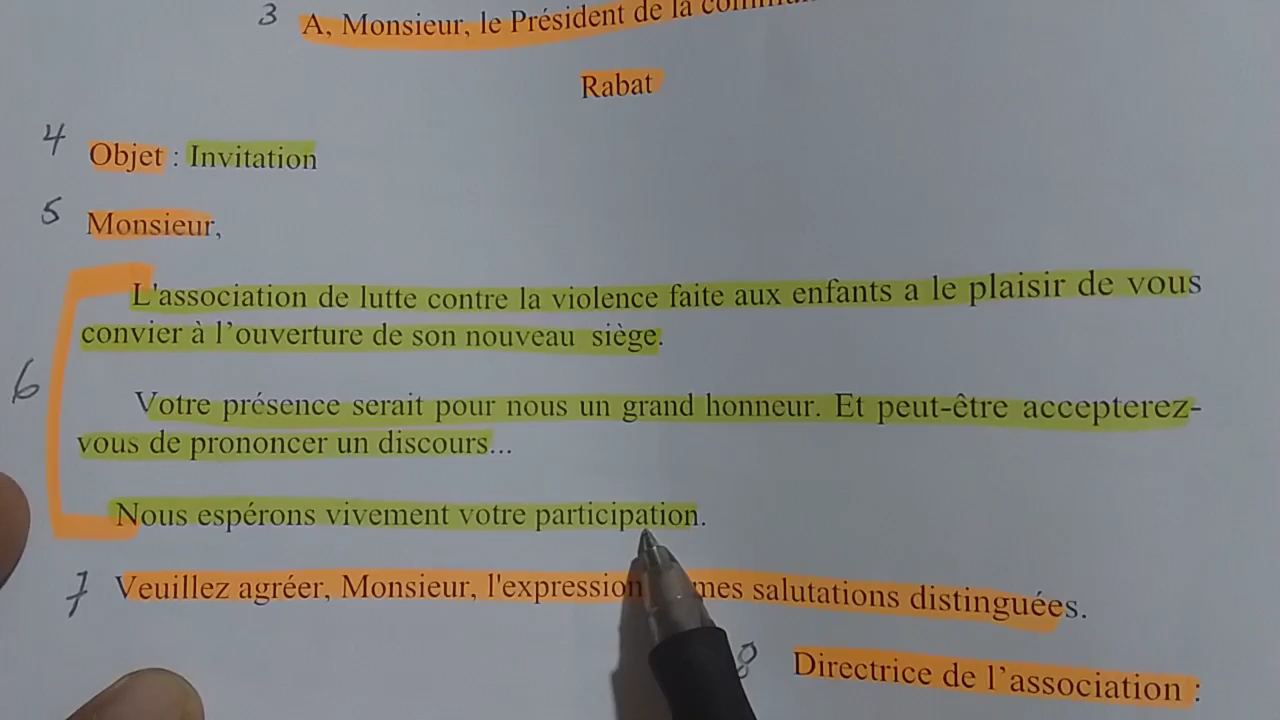 3 A, Monsieur, le Président de la
Rabat
4 Objet : Invitation
5 Monsieur,
L'association de lutte contre la violence faite aux enfants a le plaisir de vous
convier à l'ouverture de son nouveau siège.
6
Votre présence serait pour nous un grand honneur. Et peut-être accepterez-
vous de prononcer un discours...
Nous espérons vivement votre participation.
7 Veuillez agréer, Monsieur, l'expression mes salutations distinguées.
8 Directrice de l'association :